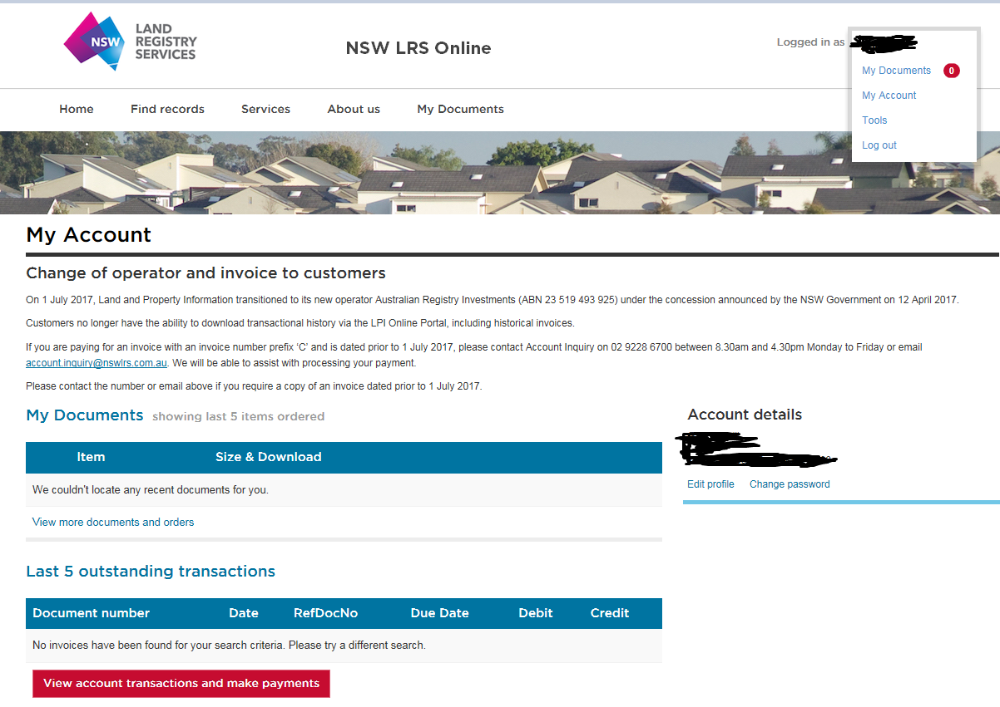 NSW
LAND
REGISTRY
SERVICES
NSW LRS Online
Logged in as
My Documents 0
My Account
Tools
Log out
Home Find records Services About us My Documents
My Account
Change of operator and invoice to customers
On 1 July 2017, Land and Property Information transitioned to its new operator Australian Registry Investments (ABN 23 519 493 925) under the concession announced by the NSW Government on 12 April 2017.
Customers no longer have the ability to download transactional history via the LPI Online Portal, including historical invoices.
If you are paying for an invoice with an invoice number prefix ‘C’ and is dated prior to 1 July 2017, please contact Account Inquiry on 02 9228 6700 between 8.30am and 4.30pm Monday to Friday or email
account.inquiry@nswlrs.com.au. We will be able to assist with processing your payment.
Please contact the number or email above if you require a copy of an invoice dated prior to 1 July 2017.
My Documents showing last 5 items ordered
Item Size & Download
We couldn't locate any recent documents for you.
View more documents and orders
Account details
Edit profile Change password
Last 5 outstanding transactions
Document number Date RefDocNo Due Date Debit Credit
No invoices have been found for your search criteria. Please try a different search.
View account transactions and make payments